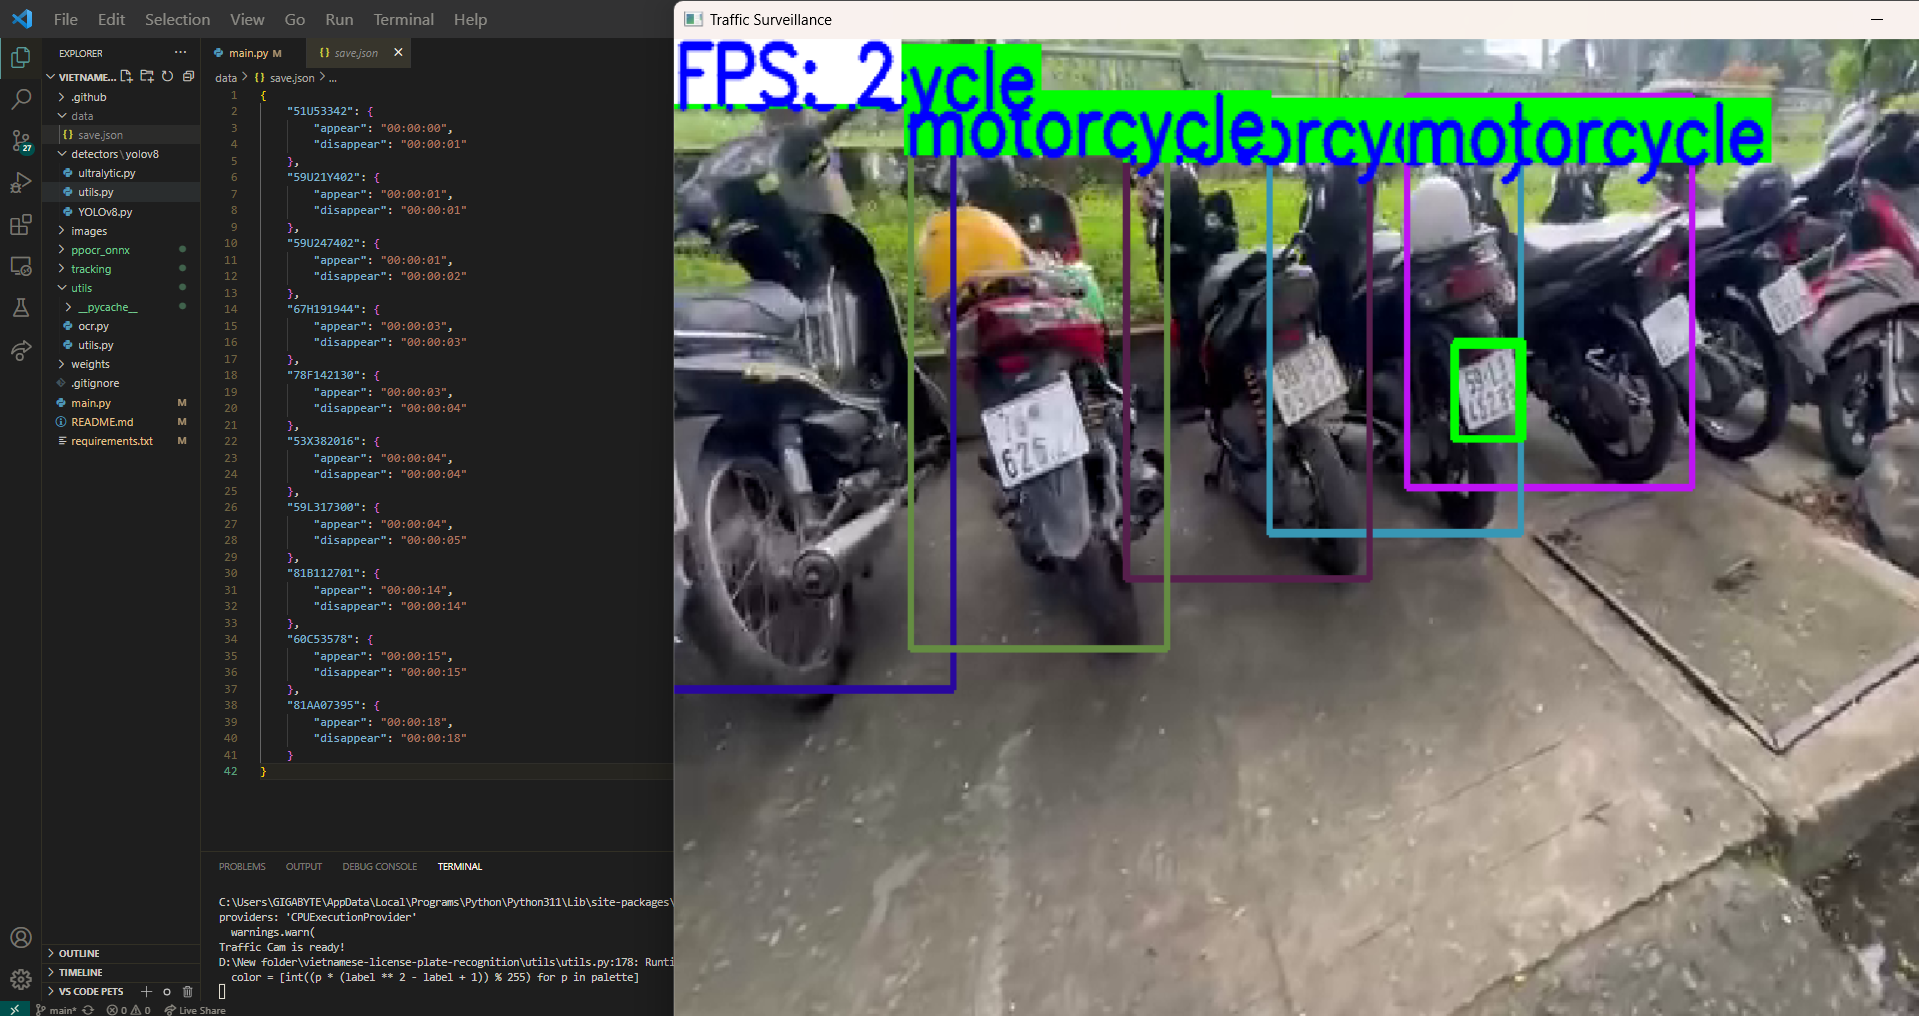 File Edit Selection View Go Run Terminal Help
EXPLORER ...
VIETNAME...
.github
data
save.json
detectors\yolov8
ultralytic.py
utils.py
YOLOv8.py
images
ppocr_onnx
tracking
utils
__pycache__
ocr.py
utils.py
weights
.gitignore
main.py M
README.md M
requirements.txt M
27
OUTLINE
TIMELINE
VS CODE PETS
main* 0 0 Live Share
main.py M save.json
data > save.json > ...
1 {
2 "51U53342": {
3 "appear": "00:00:00",
4 "disappear": "00:00:01"
5 },
6 "59U21Y402": {
7 "appear": "00:00:01",
8 "disappear": "00:00:01"
9 },
10 "59U247402": {
11 "appear": "00:00:01",
12 "disappear": "00:00:02"
13 },
14 "67H191944": {
15 "appear": "00:00:03",
16 "disappear": "00:00:03"
17 },
18 "78F142130": {
19 "appear": "00:00:03",
20 "disappear": "00:00:04"
21 },
22 "53X382016": {
23 "appear": "00:00:04",
24 "disappear": "00:00:04"
25 },
26 "59L317300": {
27 "appear": "00:00:04",
28 "disappear": "00:00:05"
29 },
30 "81B112701": {
31 "appear": "00:00:14",
32 "disappear": "00:00:14"
33 },
34 "60C53578": {
35 "appear": "00:00:15",
36 "disappear": "00:00:15"
37 },
38 "81AA07395": {
39 "appear": "00:00:18",
40 "disappear": "00:00:18"
41 }
42 }
PROBLEMS OUTPUT DEBUG CONSOLE TERMINAL
C:\Users\GIGABYTE\AppData\Local\Programs\Python\Python311\Lib\site-packages\
providers: 'CPUExecutionProvider'
warnings.warn(
Traffic Cam is ready!
D:\New folder\vietnamese-license-plate-recognition\utils\utils.py:178: Runti
color = [int((p * (label ** 2 - label + 1)) % 255) for p in palette]
Traffic Surveillance
FPS: 2 cycle
motorcycle orcy motorcycle